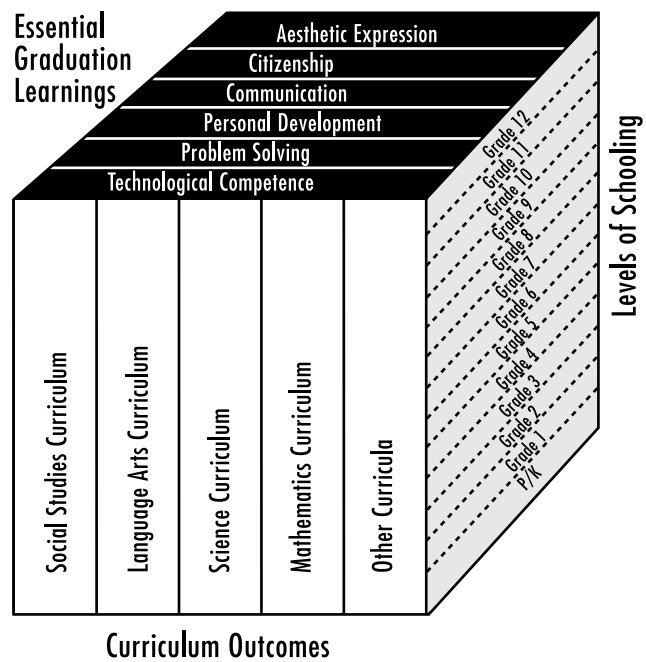 Essential
Graduation
Learnings
Aesthetic Expression
Citizenship
Communication
Personal Development
Problem Solving
Technological Competence
Grade 12
Grade 11
Grade 10
Grade 9
Grade 8
Grade 7
Grade 6
Grade 5
Grade 4
Grade 3
Grade 2
Grade 1
P/K
Levels of Schooling
Social Studies Curriculum
Language Arts Curriculum
Science Curriculum
Mathematics Curriculum
Other Curricula
Curriculum Outcomes